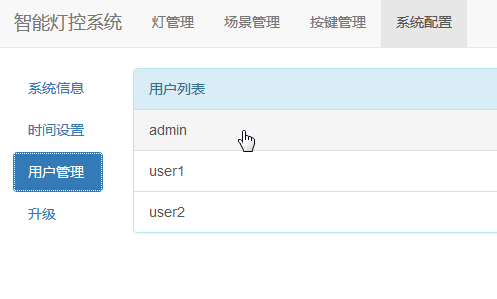 智能灯控系统 灯管理 场景管理 按键管理 系统配置
系统信息
时间设置
用户管理
升级
用户列表
admin
user1
user2